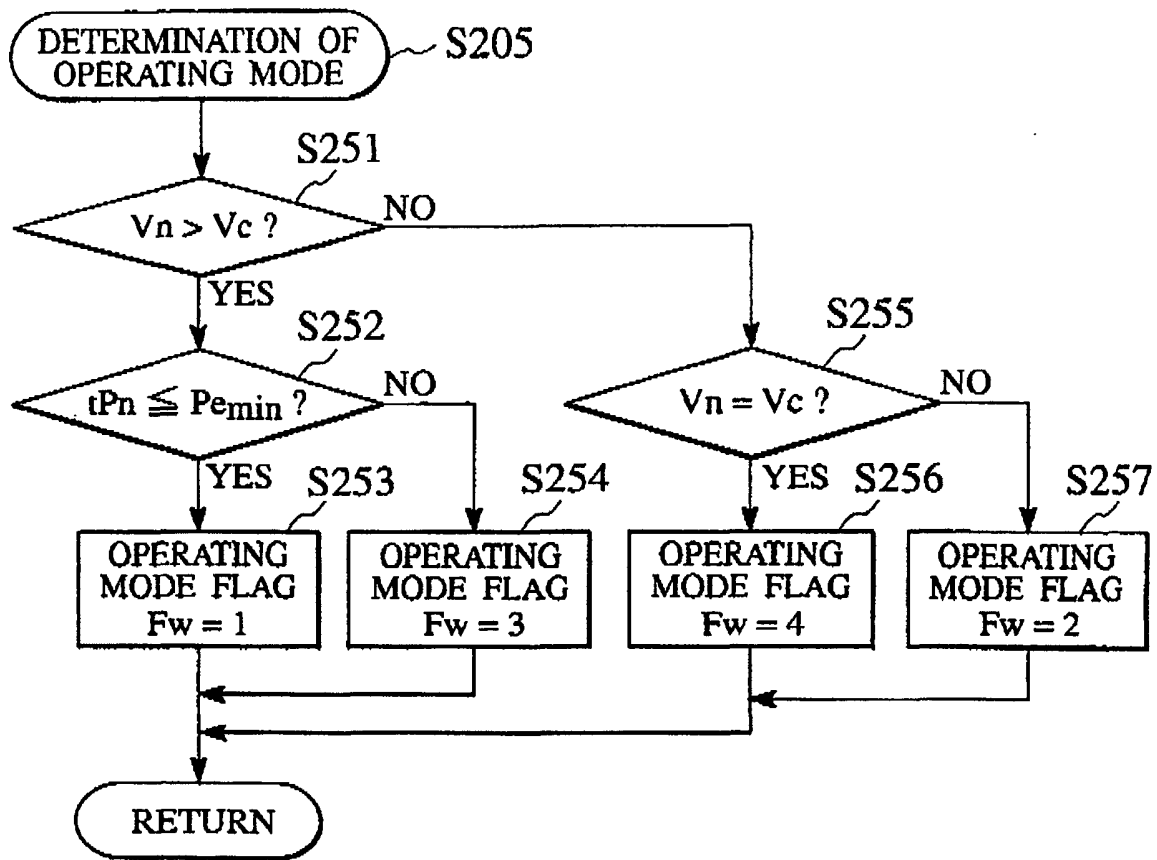 DETERMINATION OF
OPERATING MODE
S205
S251
Vn > Vc ?
NO
YES
S252
tPn ≦ Pemin ?
NO
YES
S255
Vn = Vc ?
NO
YES
S253
OPERATING
MODE FLAG
Fw = 1
S254
OPERATING
MODE FLAG
Fw = 3
S256
OPERATING
MODE FLAG
Fw = 4
S257
OPERATING
MODE FLAG
Fw = 2
RETURN